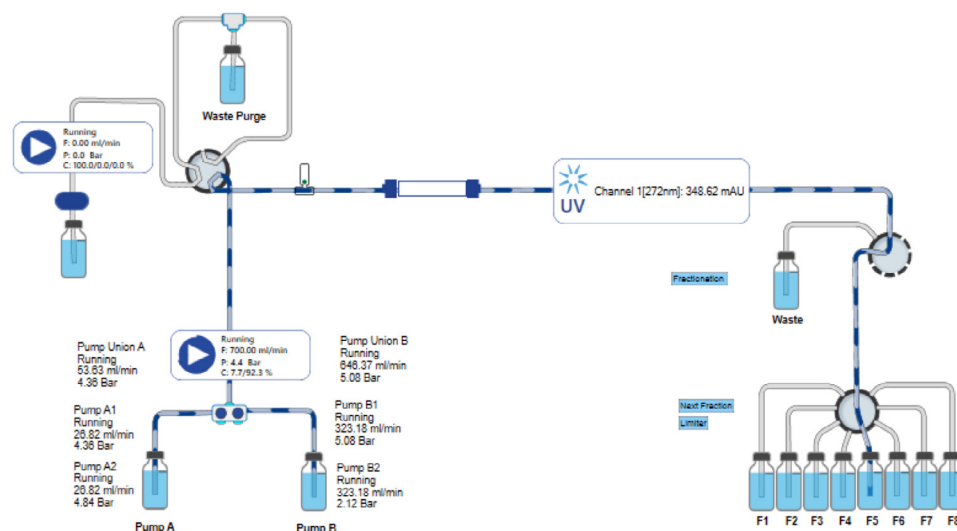 Waste Purge
Running
F: 0.00 ml/min
P: 0.0 Bar
C: 100.0/0.0/0.0 %
UV
Channel 1[272nm]: 348.62 mAU
Fractionation
Waste
Pump Union A
Running
53.63 ml/min
4.36 Bar
Running
F: 700.00 ml/min
P: 4.4 Bar
C: 7.7/92.3 %
Pump Union B
Running
646.37 ml/min
5.08 Bar
Pump A1
Running
26.82 ml/min
4.36 Bar
Pump B1
Running
323.18 ml/min
5.08 Bar
Next Fraction
Limiter
Pump A2
Running
26.82 ml/min
4.84 Bar
Pump B2
Running
323.18 ml/min
2.12 Bar
Pump A
Pump B
F1 F2 F3 F4 F5 F6 F7 F8